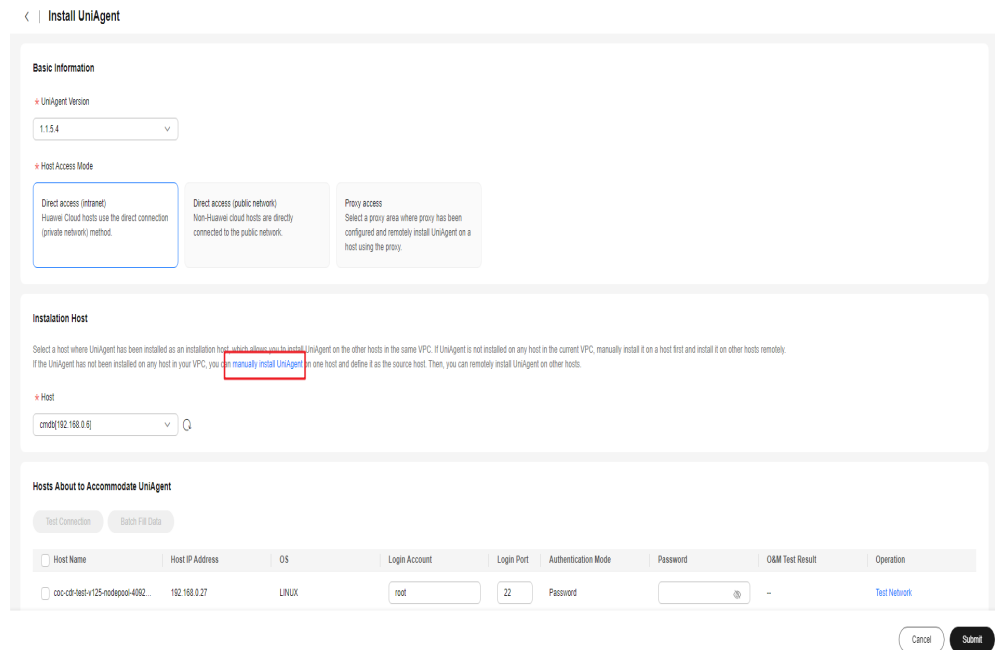 Install UniAgent
Basic Information
* UniAgent Version
1.1.5.4
* Host Access Mode
Direct access (intranet)
Huawei Cloud hosts use the direct connection
(private network) method.
Direct access (public network)
Non-Huawei cloud hosts are directly
connected to the public network.
Proxy access
Select a proxy area where proxy has been
configured and remotely install UniAgent on a
host using the proxy.
Instalation Host
Select a host where UniAgent has been installed as an installation host, which allows you to install UniAgent on the other hosts in the same VPC. If UniAgent is not installed on any host in the current VPC, manually install it on a host first and install it on other hosts remotely.
If the UniAgent has not been installed on any host in your VPC, you can manually install UniAgent on one host and define it as the source host. Then, you can remotely install UniAgent on other hosts.
* Host
cmdb[192.168.0.6]
Hosts About to Accommodate UniAgent
Test Connection Batch Fill Data
Host Name Host IP Address OS Login Account Login Port Authentication Mode Password O&M Test Result Operation
coc-cdr-test-v125-nodepool-4092... 192.168.0.27 LINUX root 22 Password -- Test Network
Cancel Submit